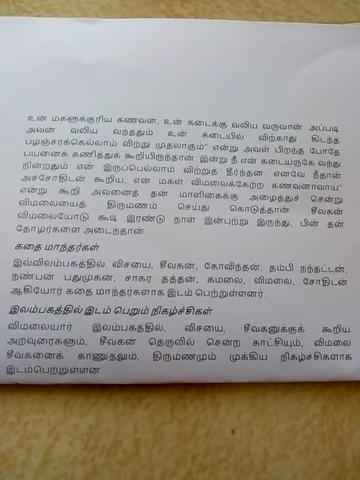 உன் மகளுக்குரிய கணவன், உன் கடைக்கு வலிய வருவான் அப்படி
அவன் வலிய வந்ததும் உன் கடையில் விற்காது கிடந்த
பழஞ்சரக்கெல்லாம் விற்று முதலாகும்" என்று அவள் பிறந்த போதே
பயனைக் கணித்துக் கூறியிருந்தான் இன்று நீ என் கடையருகே வந்து
நின்றதும் என் இருப்பெல்லாம் விற்றுத் தீர்ந்தன. எனவே நீதான்
அச்சோதிடன் கூறிய, என் மகள் விமலைக்கேற்ற கணவனாவாய்"
என்று கூறி அவனைத் தன் மாளிகைக்கு அழைத்துச் சென்று
விமலையைத் திருமணம் செய்து கொடுத்தான் சீவகன்
விமலையோடு கூடி இரண்டு நாள் இன்புற்று இருந்து, பின் தன்
தோழர்களை அடைந்தான்.
கதை மாந்தர்கள்
இவ்விலம்பகத்தில் விசயை, சீவகன், கோவிந்தன், தம்பி நந்தட்டன்,
நண்பன் பதுமுகன், சாகர தத்தன், கமலை, விமலை, சோதிடன்
ஆகியோர் கதை மாந்தர்களாக இடம் பெற்றுள்ளனர்.
இலம்பகத்தில் இடம் பெறும் நிகழ்ச்சிகள்
விமலையார் இலம்பகத்தில், விசயை, சீவகனுக்குக் கூறிய
அறவுரைகளும், சீவகன் தெருவில் சென்ற காட்சியும், விமலை
சீவகனைக் காணுதலும், திருமணமும் முக்கிய நிகழ்ச்சிகளாக
இடம்பெற்றுள்ளன